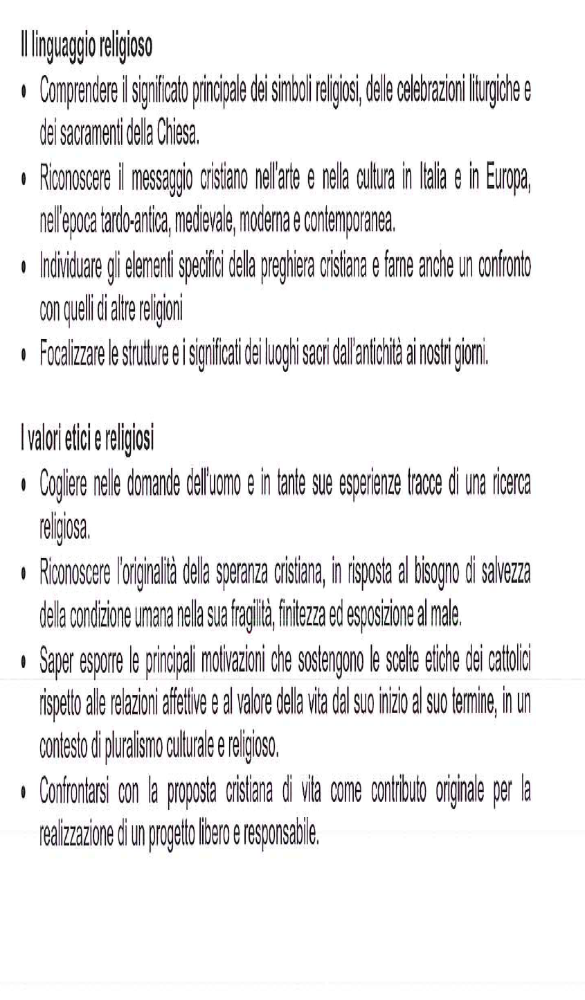 Il linguaggio religioso
• Comprendere il significato principale dei simboli religiosi, delle celebrazioni liturgiche e
dei sacramenti della Chiesa.
• Riconoscere il messaggio cristiano nell'arte e nella cultura in Italia e in Europa,
nell'epoca tardo-antica, medievale, moderna e contemporanea.
• Individuare gli elementi specifici della preghiera cristiana e farne anche un confronto
con quelli di altre religioni
• Focalizzare le strutture e i significati dei luoghi sacri dall'antichità ai nostri giorni.
I valori etici e religiosi
• Cogliere nelle domande dell'uomo e in tante sue esperienze tracce di una ricerca
religiosa.
• Riconoscere l'originalità della speranza cristiana, in risposta al bisogno di salvezza
della condizione umana nella sua fragilità, finitezza ed esposizione al male.
• Saper esporre le principali motivazioni che sostengono le scelte etiche dei cattolici
rispetto alle relazioni affettive e al valore della vita dal suo inizio al suo termine, in un
contesto di pluralismo culturale e religioso.
• Confrontarsi con la proposta cristiana di vita come contributo originale per la
realizzazione di un progetto libero e responsabile.